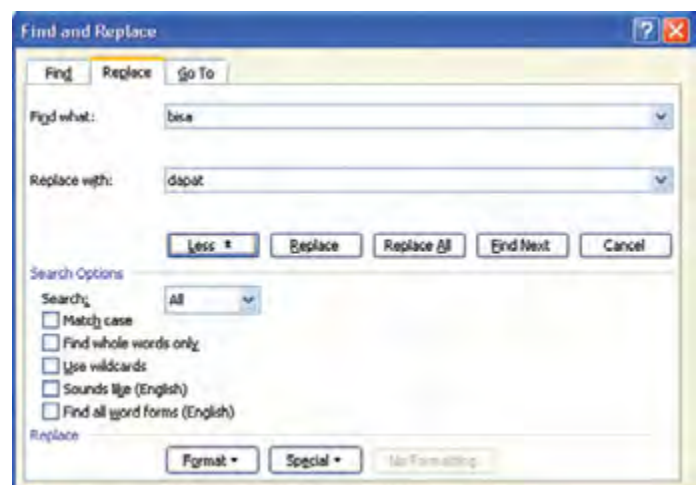 Find and Replace
Find Replace Go To
Find what: bisa
Replace with: dapat
Less Replace Replace All Find Next Cancel
Search Options
Search: All
Match case
Find whole words only
Use wildcards
Sounds like (English)
Find all word forms (English)
Replace
Format Special No Formatting